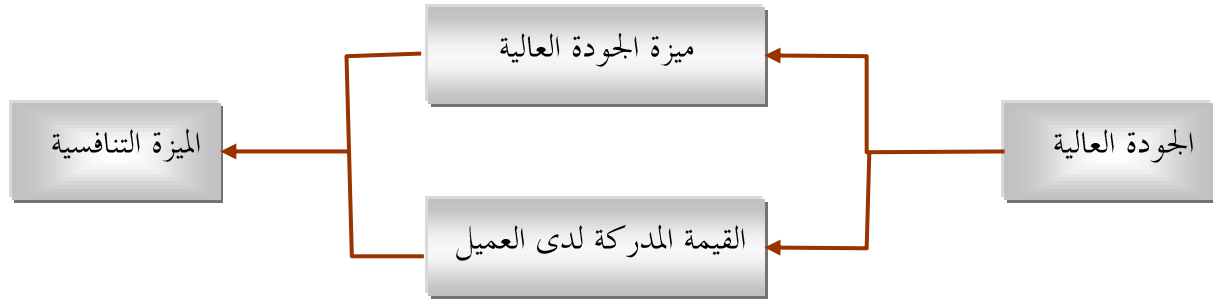 الجودة العالية
ميزة الجودة العالية
القيمة المدركة لدى العميل
الميزة التنافسية